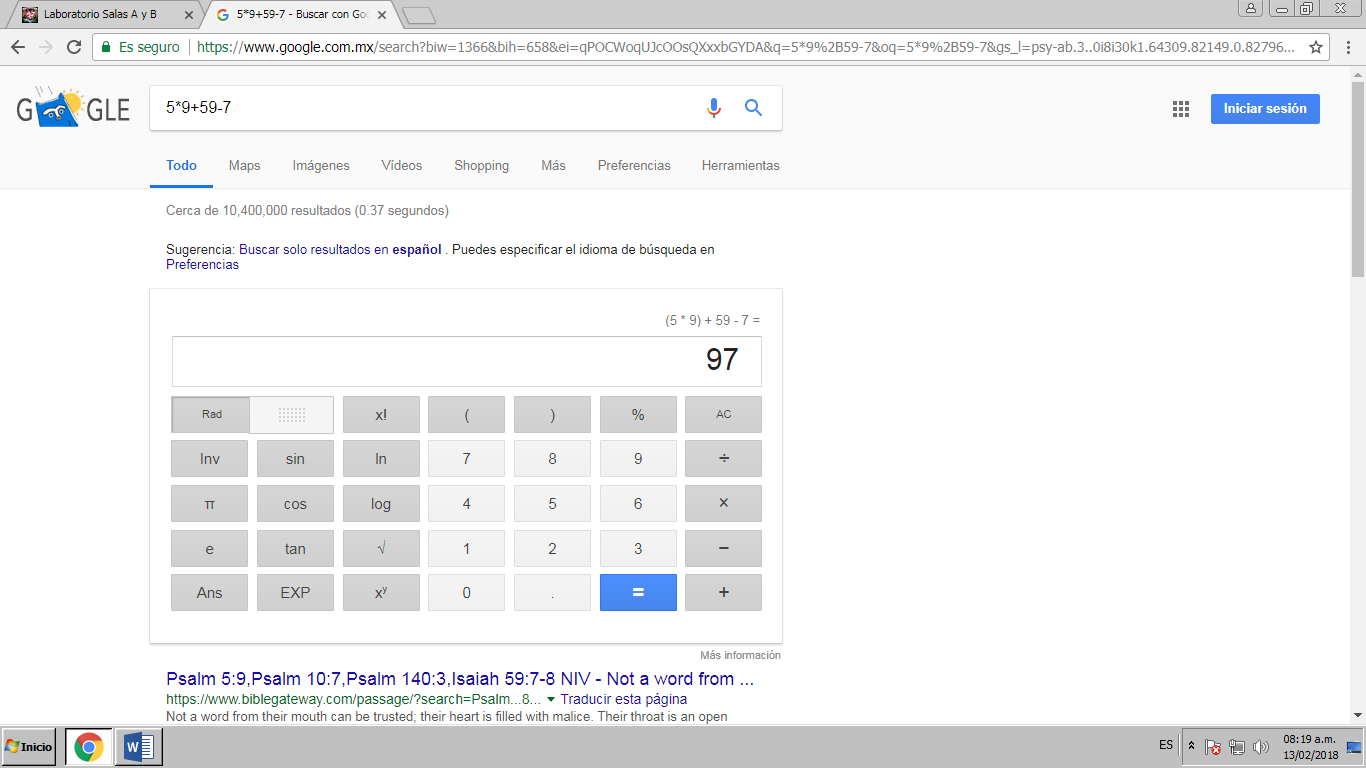 Laboratorio Salas A y B
5*9+59-7 - Buscar con Goo
Es seguro
https://www.google.com.mx/search?biw=1366&bih=658&ei=qPOCWoqUJcOOsQXxxbGYDA&q=5*9%2B59-7&oq=5*9%2B59-7&gs_l=psy-ab.3..0i8i30k1.64309.82149.0.82796...
G GLE
5*9+59-7
Iniciar sesión
Todo Maps Imágenes Vídeos Shopping Más Preferencias Herramientas
Cerca de 10,400,000 resultados (0.37 segundos)
Sugerencia: Buscar solo resultados en español . Puedes especificar el idioma de búsqueda en
Preferencias
(5 * 9) + 59 - 7 =
97
Rad x! ( ) % AC
Inv sin ln 7 8 9 ÷
π cos log 4 5 6 ×
e tan √ 1 2 3 −
Ans EXP xʸ 0 . = +
Más información
Psalm 5:9,Psalm 10:7,Psalm 140:3,Isaiah 59:7-8 NIV - Not a word from ...
https://www.biblegateway.com/passage/?search=Psalm...8... Traducir esta página
Not a word from their mouth can be trusted; their heart is filled with malice. Their throat is an open
Inicio
ES
08:19 a.m.
13/02/2018